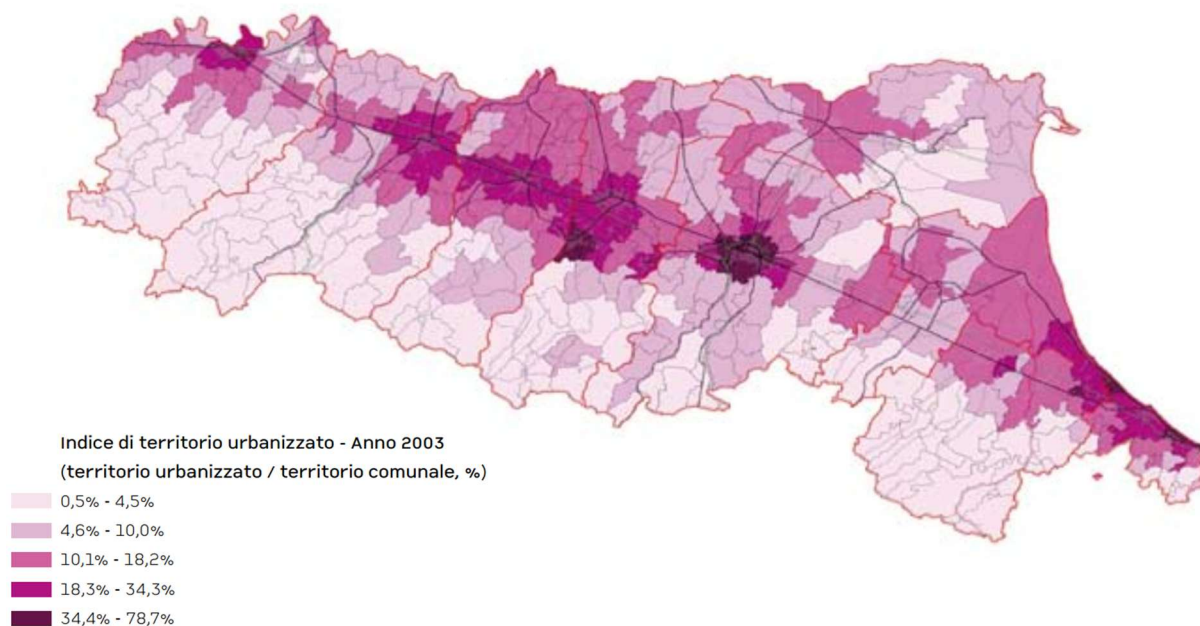 Indice di territorio urbanizzato - Anno 2003
(territorio urbanizzato / territorio comunale, %)
0,5% - 4,5%
4,6% - 10,0%
10,1% - 18,2%
18,3% - 34,3%
34,4% - 78,7%